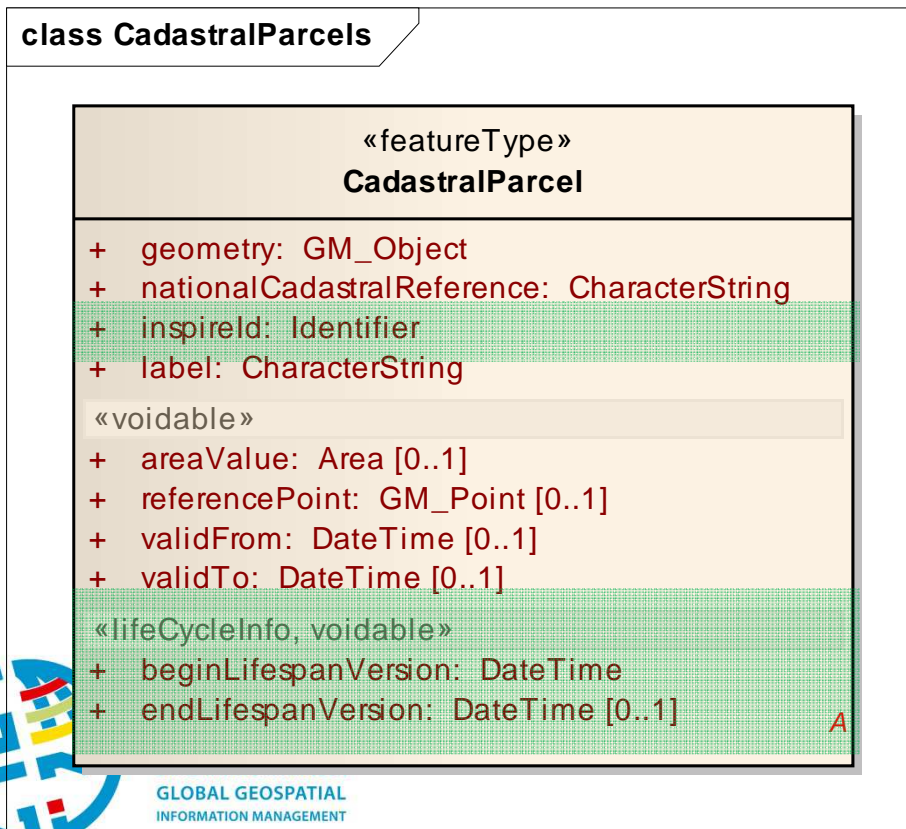 class CadastralParcels
«featureType»
CadastralParcel
+ geometry: GM_Object
+ nationalCadastralReference: CharacterString
+ inspireId: Identifier
+ label: CharacterString
«voidable»
+ areaValue: Area [0..1]
+ referencePoint: GM_Point [0..1]
+ validFrom: DateTime [0..1]
+ validTo: DateTime [0..1]
«lifeCycleInfo, voidable»
+ beginLifespanVersion: DateTime
+ endLifespanVersion: DateTime [0..1]
A
GLOBAL GEOSPATIAL
INFORMATION MANAGEMENT